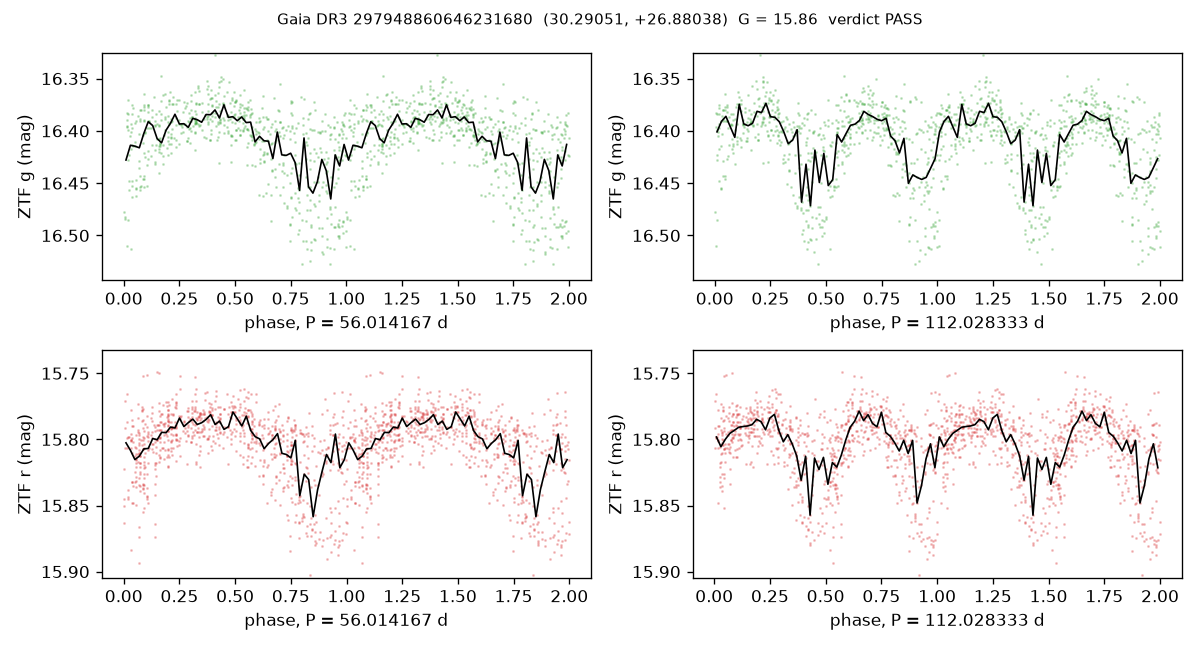 Gaia DR3 297948860646231680  (30.29051, +26.88038)  G = 15.86  verdict PASS
ZTF g (mag)
16.35
16.40
16.45
16.50
0.00 0.25 0.50 0.75 1.00 1.25 1.50 1.75 2.00
phase, P = 56.014167 d
ZTF g (mag)
16.35
16.40
16.45
16.50
0.00 0.25 0.50 0.75 1.00 1.25 1.50 1.75 2.00
phase, P = 112.028333 d
ZTF r (mag)
15.75
15.80
15.85
15.90
0.00 0.25 0.50 0.75 1.00 1.25 1.50 1.75 2.00
phase, P = 56.014167 d
ZTF r (mag)
15.75
15.80
15.85
15.90
0.00 0.25 0.50 0.75 1.00 1.25 1.50 1.75 2.00
phase, P = 112.028333 d